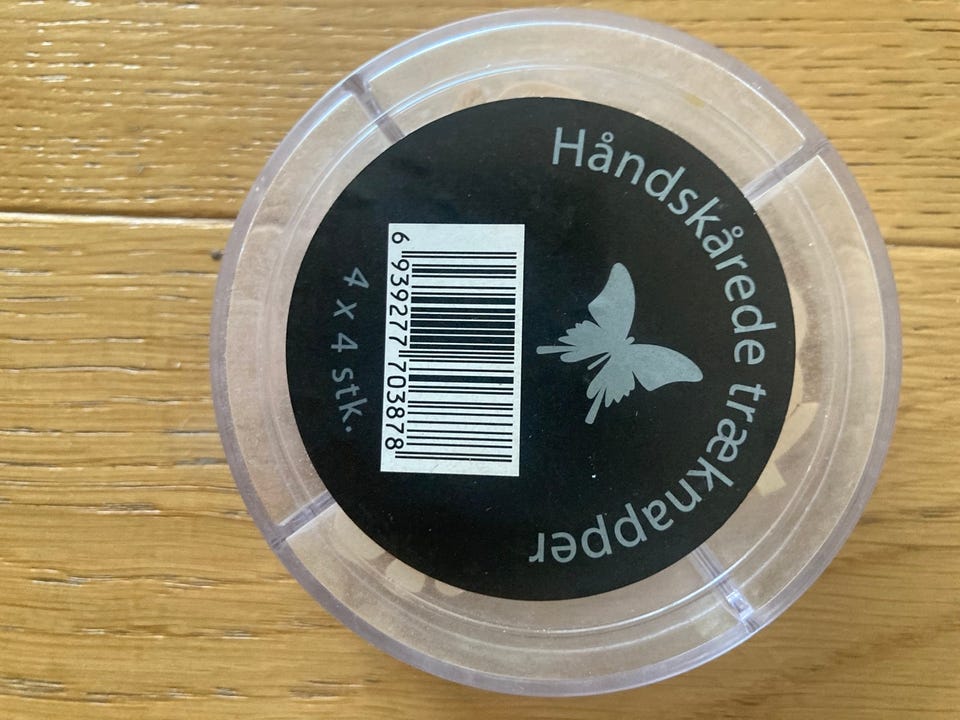 Håndskårede træknapper
6 939277 703878
4 x 4 stk.